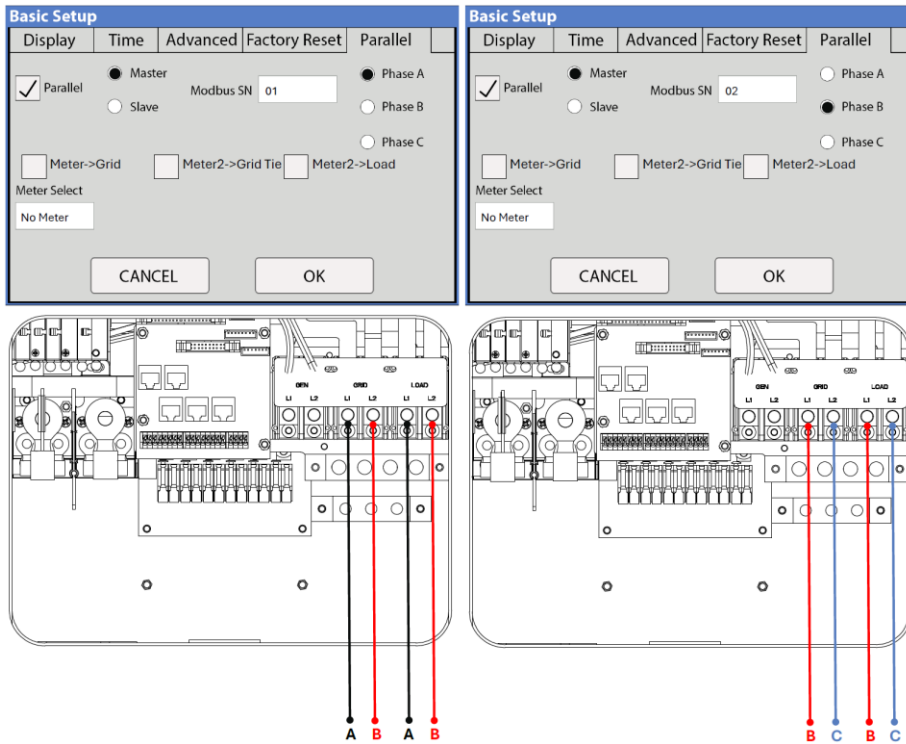 Basic Setup
Display Time Advanced Factory Reset Parallel
Parallel
Master
Slave
Modbus SN 01
Phase A
Phase B
Phase C
Meter->Grid Meter2->Grid Tie Meter2->Load
Meter Select
No Meter
CANCEL OK
Basic Setup
Display Time Advanced Factory Reset Parallel
Parallel
Master
Slave
Modbus SN 02
Phase A
Phase B
Phase C
Meter->Grid Meter2->Grid Tie Meter2->Load
Meter Select
No Meter
CANCEL OK
GEN GRID LOAD
L1 L2 L1 L2 L1 L2
A B A B
GEN GRID LOAD
L1 L2 L1 L2 L1 L2
B C B C